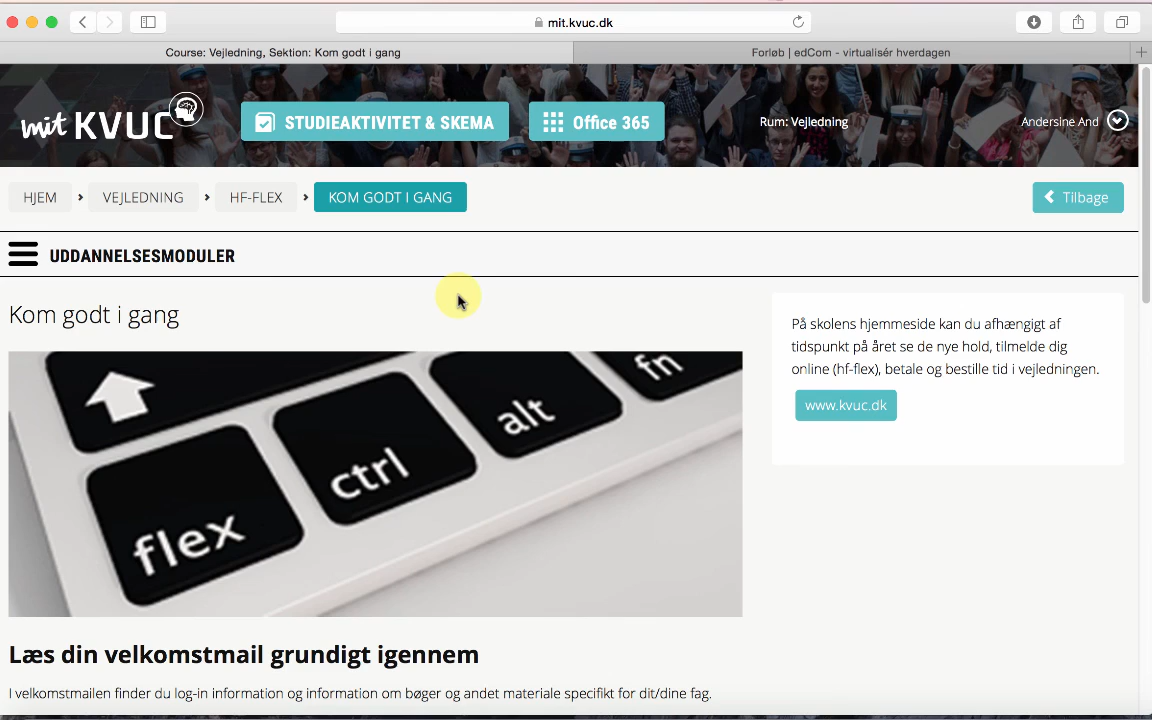 mit.kvuc.dk
Course: Vejledning, Sektion: Kom godt i gang
Forløb | edCom - virtualisér hverdagen
mit KVUC
STUDIEAKTIVITET & SKEMA
Office 365
Rum: Vejledning
Andersine And
HJEM
VEJLEDNING
HF-FLEX
KOM GODT I GANG
Tilbage
UDDANNELSESMODULER
Kom godt i gang
fn
alt
ctrl
flex
På skolens hjemmeside kan du afhængigt af
tidspunkt på året se de nye hold, tilmelde dig
online (hf-flex), betale og bestille tid i vejledningen.
www.kvuc.dk
Læs din velkomstmail grundigt igennem
I velkomstmailen finder du log-in information og information om bøger og andet materiale specifikt for dit/dine fag.